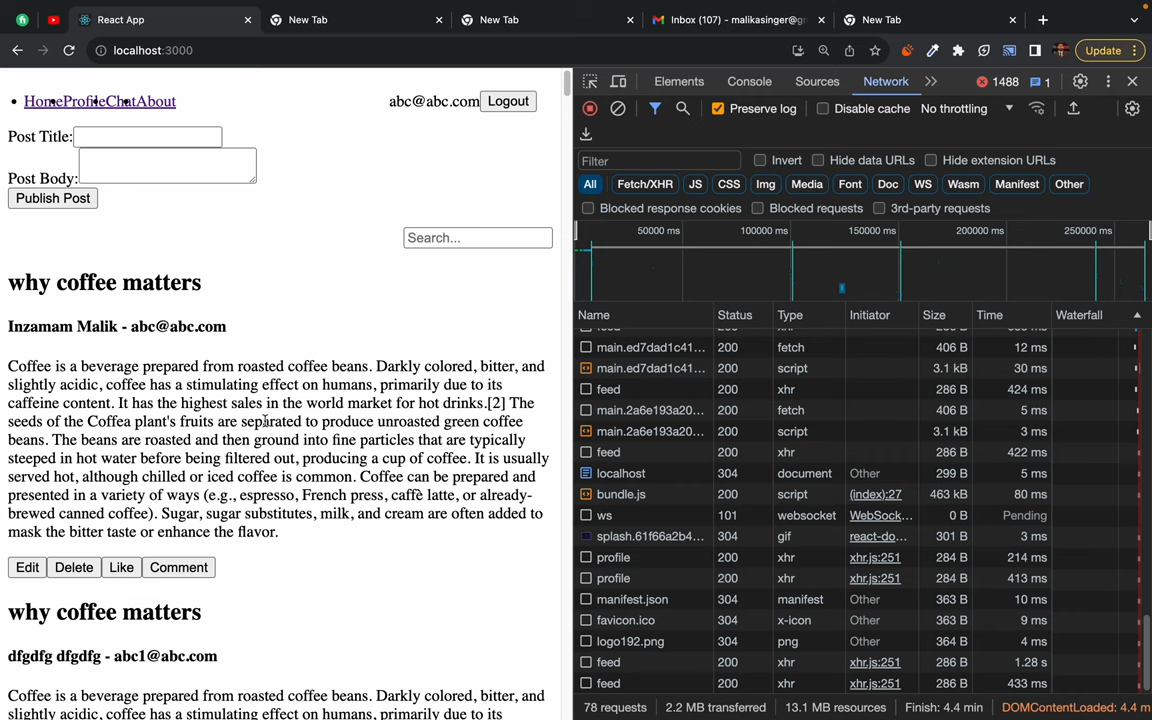 React App
New Tab
New Tab
Inbox (107) - malikasinger@g
New Tab
localhost:3000
Update
HomeProfileChatAbout
abc@abc.com
Logout
Post Title:
Post Body:
Publish Post
Search...
why coffee matters
Inzamam Malik - abc@abc.com
Coffee is a beverage prepared from roasted coffee beans. Darkly colored, bitter, and
slightly acidic, coffee has a stimulating effect on humans, primarily due to its
caffeine content. It has the highest sales in the world market for hot drinks.[2] The
seeds of the Coffea plant's fruits are separated to produce unroasted green coffee
beans. The beans are roasted and then ground into fine particles that are typically
steeped in hot water before being filtered out, producing a cup of coffee. It is usually
served hot, although chilled or iced coffee is common. Coffee can be prepared and
presented in a variety of ways (e.g., espresso, French press, caffè latte, or already-
brewed canned coffee). Sugar, sugar substitutes, milk, and cream are often added to
mask the bitter taste or enhance the flavor.
Edit Delete Like Comment
why coffee matters
dfgdfg dfgdfg - abc1@abc.com
Coffee is a beverage prepared from roasted coffee beans. Darkly colored, bitter, and
slightly acidic, coffee has a stimulating effect on humans, primarily due to its
Elements Console Sources Network 1488 1
Preserve log Disable cache No throttling
Filter Invert Hide data URLs Hide extension URLs
All Fetch/XHR JS CSS Img Media Font Doc WS Wasm Manifest Other
Blocked response cookies Blocked requests 3rd-party requests
50000 ms 100000 ms 150000 ms 200000 ms 250000 ms
Name Status Type Initiator Size Time Waterfall
main.ed7dad1c41... 200 fetch 406 B 12 ms
main.ed7dad1c41... 200 script 3.1 kB 30 ms
feed 200 xhr 286 B 424 ms
main.2a6e193a20... 200 fetch 406 B 5 ms
main.2a6e193a20... 200 script 3.1 kB 3 ms
feed 200 xhr 286 B 422 ms
localhost 304 document Other 299 B 5 ms
bundle.js 200 script (index):27 463 kB 80 ms
ws 101 websocket WebSock... 0 B Pending
splash.61f66a2b4... 304 gif react-do... 301 B 3 ms
profile 200 xhr xhr.js:251 284 B 214 ms
profile 200 xhr xhr.js:251 284 B 413 ms
manifest.json 304 manifest Other 363 B 10 ms
favicon.ico 304 x-icon Other 620 B 9 ms
logo192.png 304 png Other 364 B 4 ms
feed 200 xhr xhr.js:251 286 B 1.28 s
feed 200 xhr xhr.js:251 286 B 433 ms
78 requests 2.2 MB transferred 13.1 MB resources Finish: 4.4 min DOMContentLoaded: 4.4 m